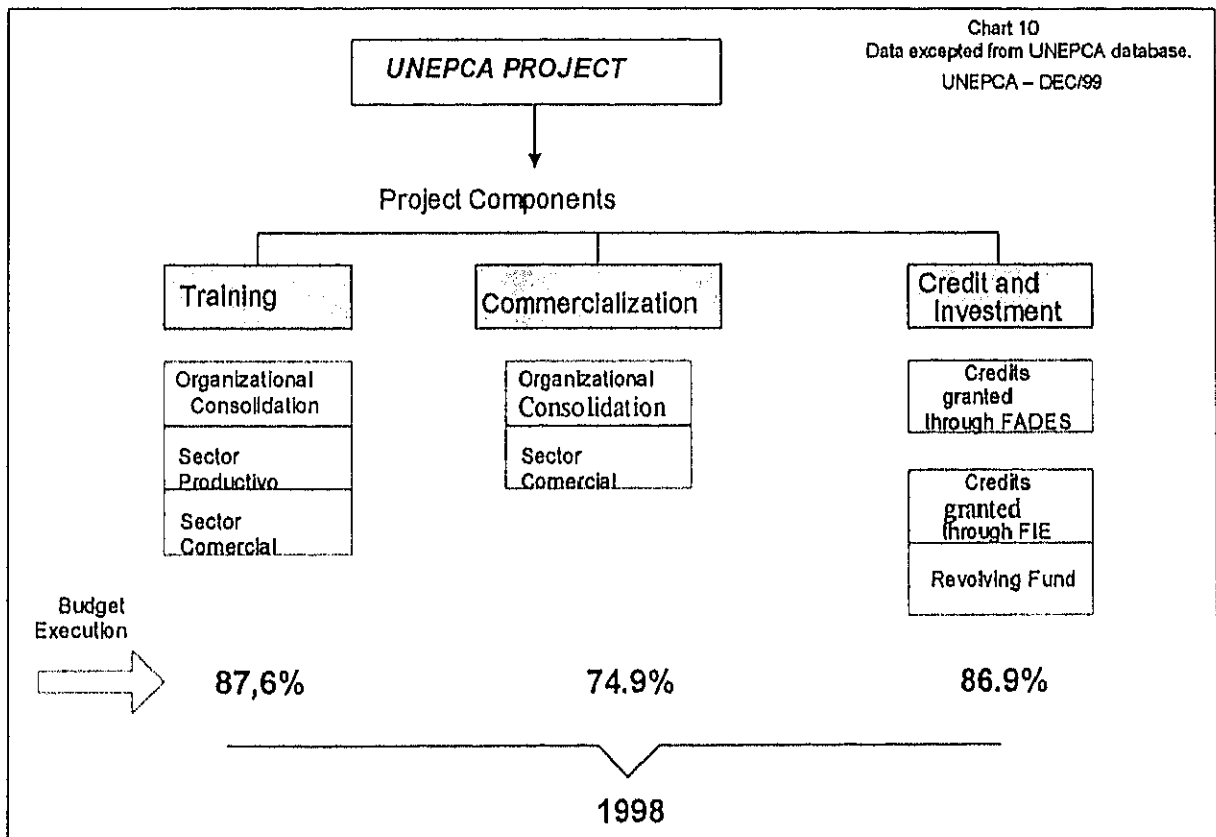 Chart 10
Data excepted from UNEPCA database.
UNEPCA – DEC/99
UNEPCA PROJECT
Project Components
Training
Commercialization
Credit and
Investment
Organizational
Consolidation
Sector
Productivo
Sector
Comercial
Organizational
Consolidation
Sector
Comercial
Credits
granted
through FADES
Credits
granted
through FIE
Revolving Fund
Budget
Execution
87,6%
74.9%
86.9%
1998